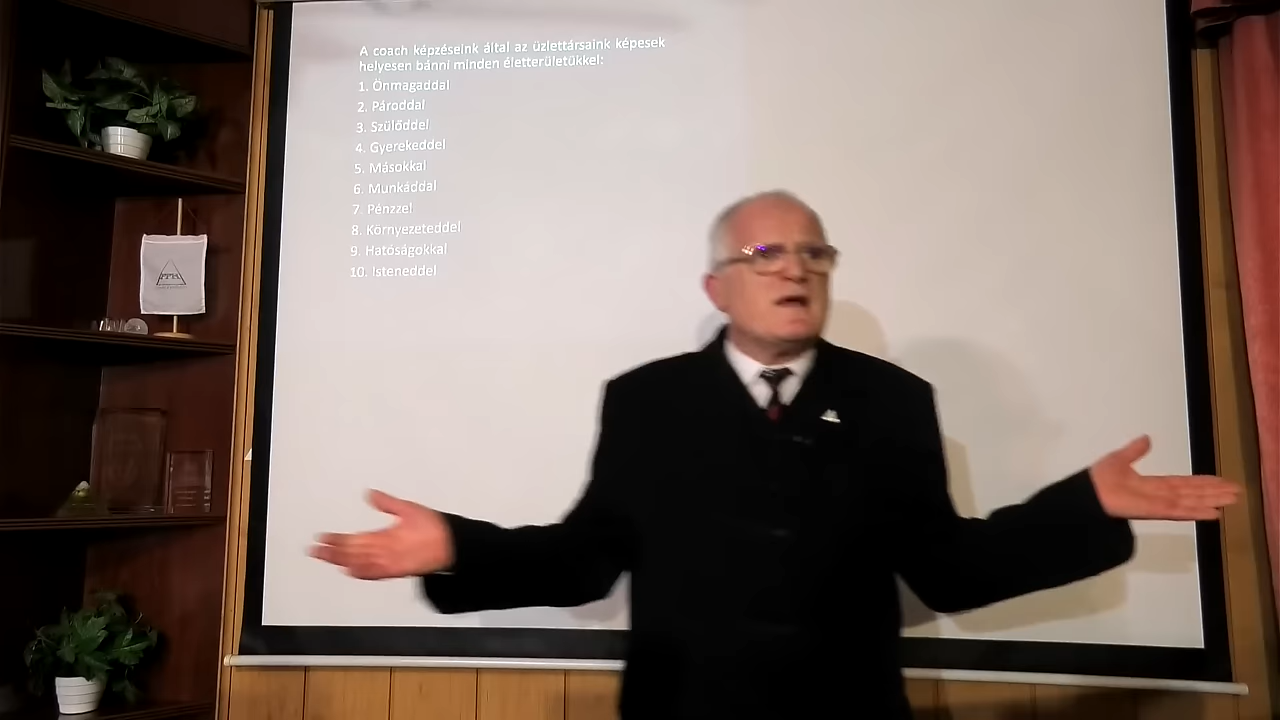 A coach képzéseink által az üzlettársaink képesek
helyesen bánni minden életterületükkel:
1. Önmagaddal
2. Pároddal
3. Szülőddel
4. Gyerekeddel
5. Másokkal
6. Munkáddal
7. Pénzzel
8. Környezeteddel
9. Hatóságokkal
10. Isteneddel